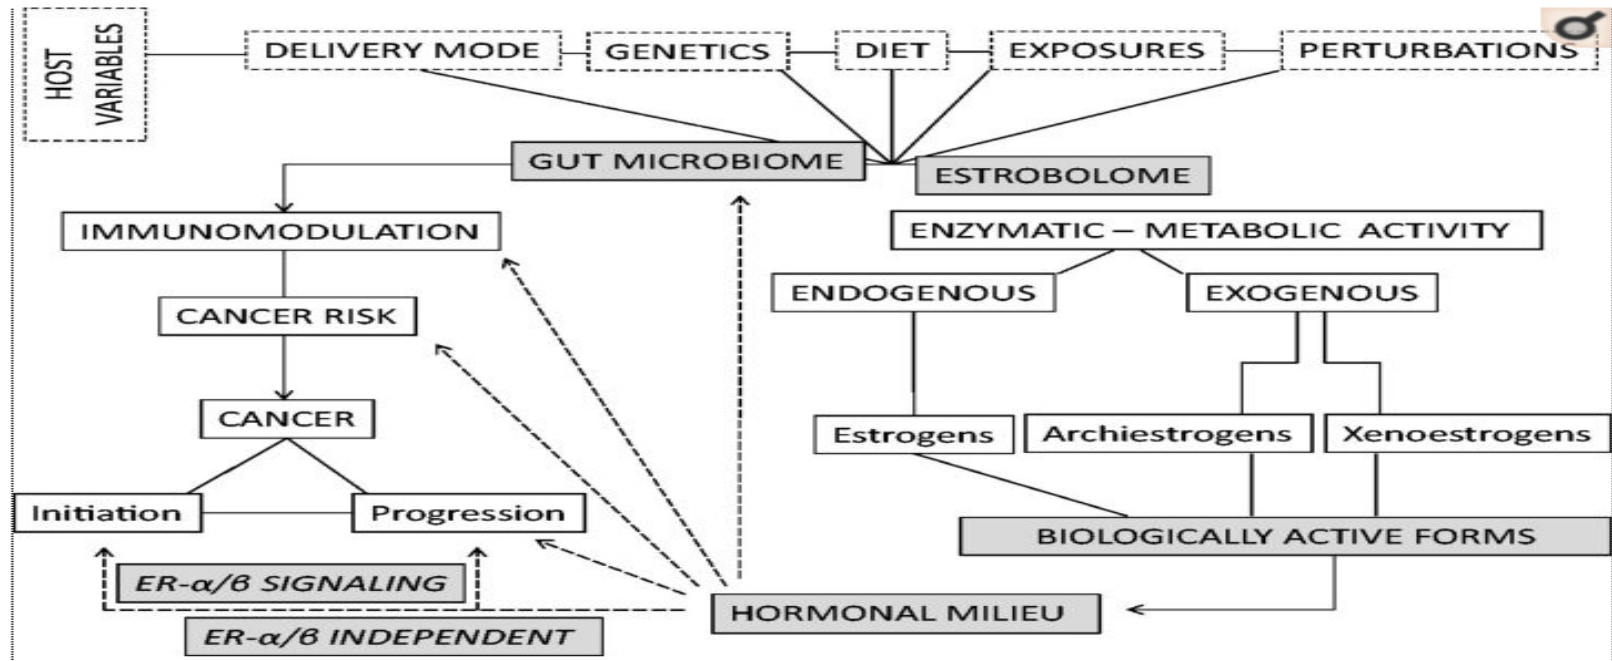 HOST
VARIABLES
DELIVERY MODE
GENETICS
DIET
EXPOSURES
PERTURBATIONS
GUT MICROBIOME
ESTROBOLOME
IMMUNOMODULATION
ENZYMATIC – METABOLIC ACTIVITY
ENDOGENOUS
EXOGENOUS
CANCER RISK
CANCER
Estrogens
Archiestrogens
Xenoestrogens
Initiation
Progression
BIOLOGICALLY ACTIVE FORMS
ER-α/β SIGNALING
HORMONAL MILIEU
ER-α/β INDEPENDENT